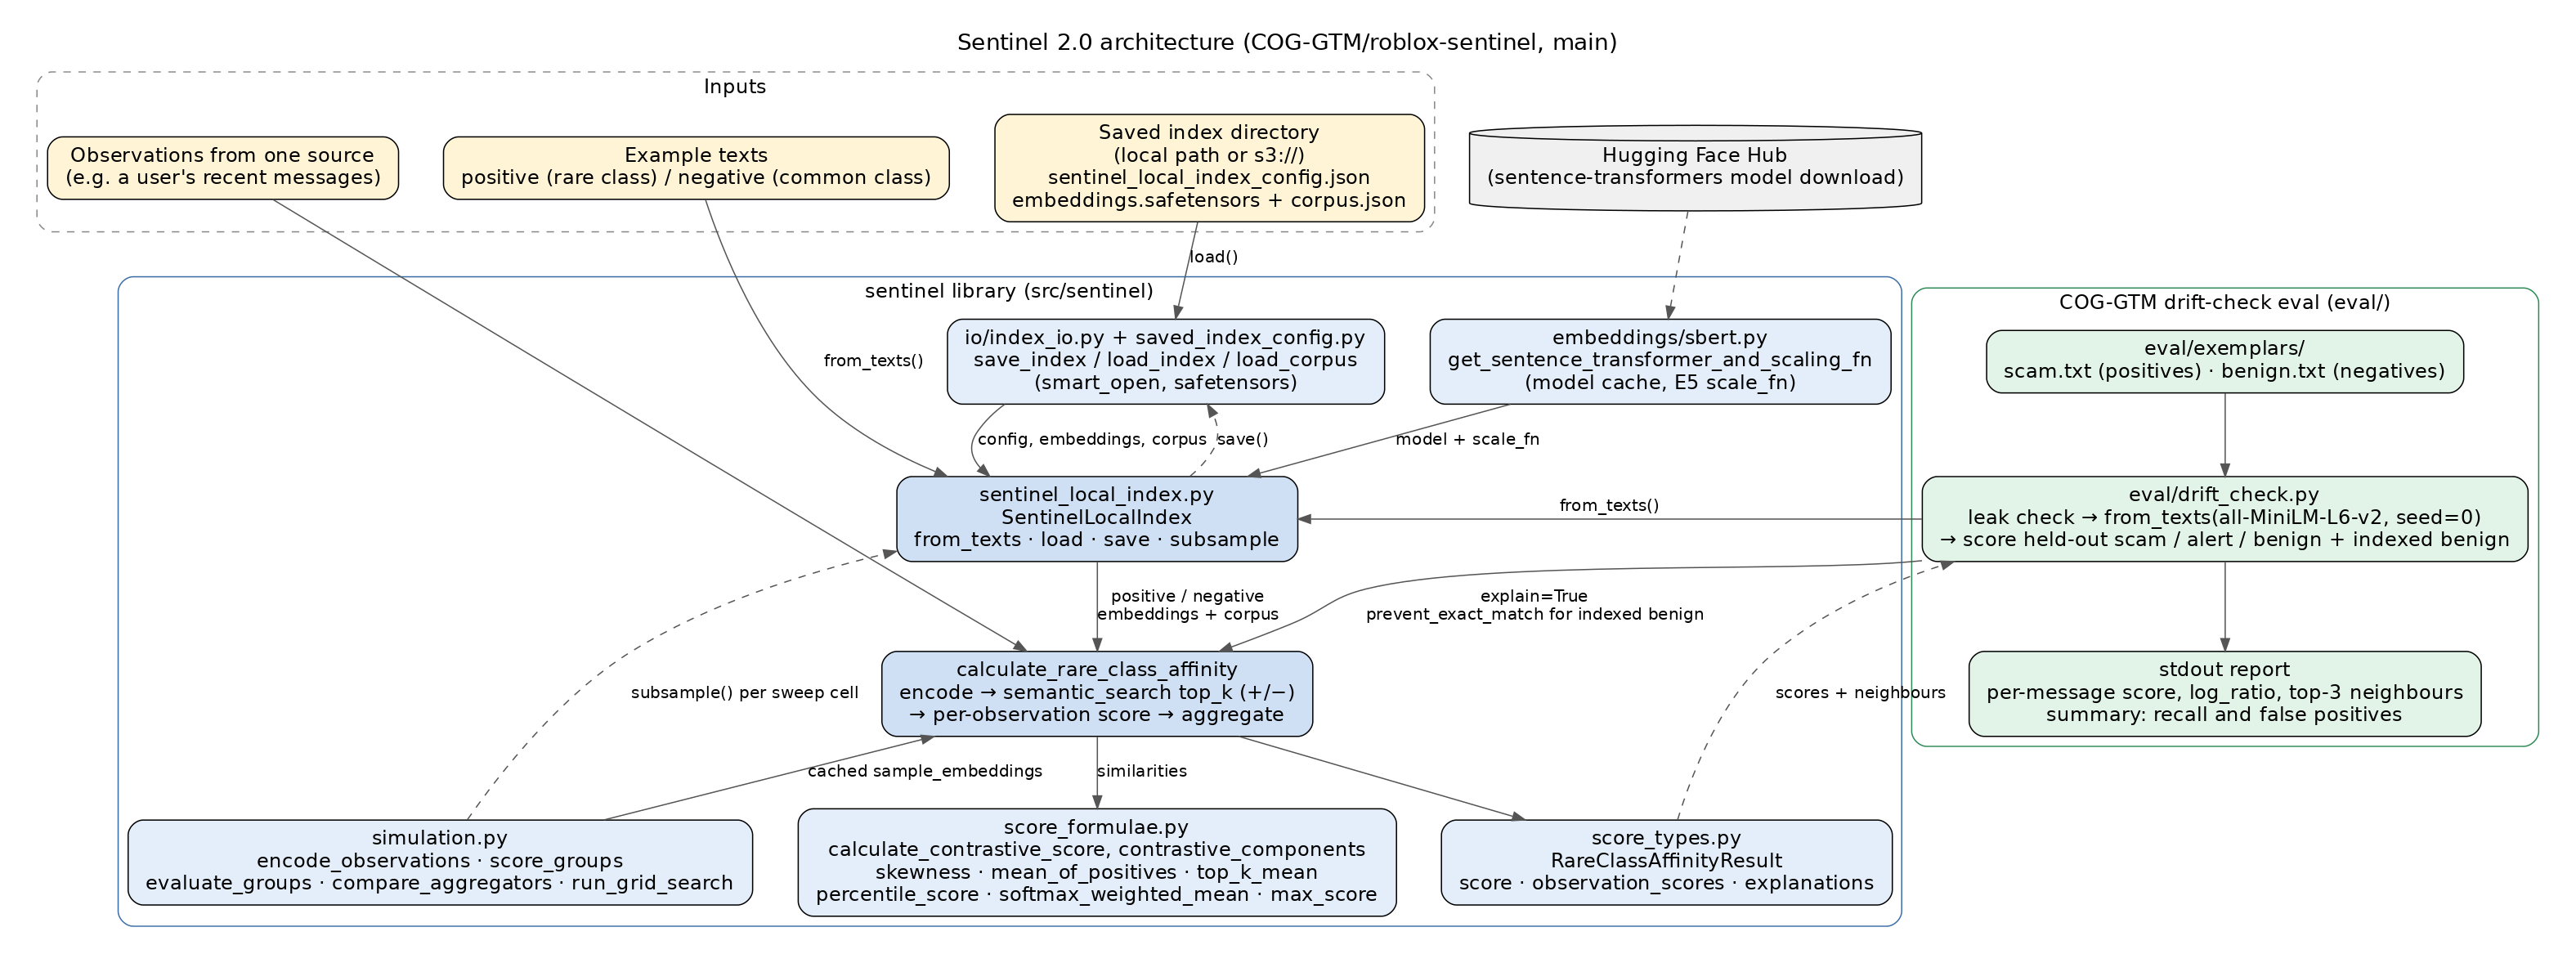 Sentinel 2.0 architecture (COG-GTM/roblox-sentinel, main)
Inputs
Observations from one source
(e.g. a user's recent messages)
Example texts
positive (rare class) / negative (common class)
Saved index directory
(local path or s3://)
sentinel_local_index_config.json
embeddings.safetensors + corpus.json
Hugging Face Hub
(sentence-transformers model download)
load()
sentinel library (src/sentinel)
COG-GTM drift-check eval (eval/)
from_texts()
io/index_io.py + saved_index_config.py
save_index / load_index / load_corpus
(smart_open, safetensors)
embeddings/sbert.py
get_sentence_transformer_and_scaling_fn
(model cache, E5 scale_fn)
eval/exemplars/
scam.txt (positives) · benign.txt (negatives)
config, embeddings, corpus
save()
model + scale_fn
sentinel_local_index.py
SentinelLocalIndex
from_texts · load · save · subsample
from_texts()
eval/drift_check.py
leak check → from_texts(all-MiniLM-L6-v2, seed=0)
→ score held-out scam / alert / benign + indexed benign
positive / negative
embeddings + corpus
explain=True
prevent_exact_match for indexed benign
subsample() per sweep cell
calculate_rare_class_affinity
encode → semantic_search top_k (+/−)
→ per-observation score → aggregate
scores + neighbours
stdout report
per-message score, log_ratio, top-3 neighbours
summary: recall and false positives
cached sample_embeddings
similarities
simulation.py
encode_observations · score_groups
evaluate_groups · compare_aggregators · run_grid_search
score_formulae.py
calculate_contrastive_score, contrastive_components
skewness · mean_of_positives · top_k_mean
percentile_score · softmax_weighted_mean · max_score
score_types.py
RareClassAffinityResult
score · observation_scores · explanations